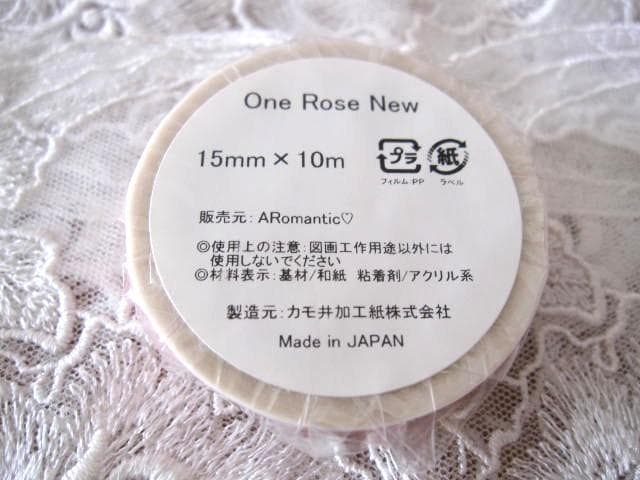 One Rose New
15mm × 10m
プラ 紙
フィルム:PP ラベル
販売元: ARomantic♡
◎使用上の注意:図画工作用途以外には
使用しないでください
◎材料表示:基材/和紙 粘着剤/アクリル系
製造元:カモ井加工紙株式会社
Made in JAPAN